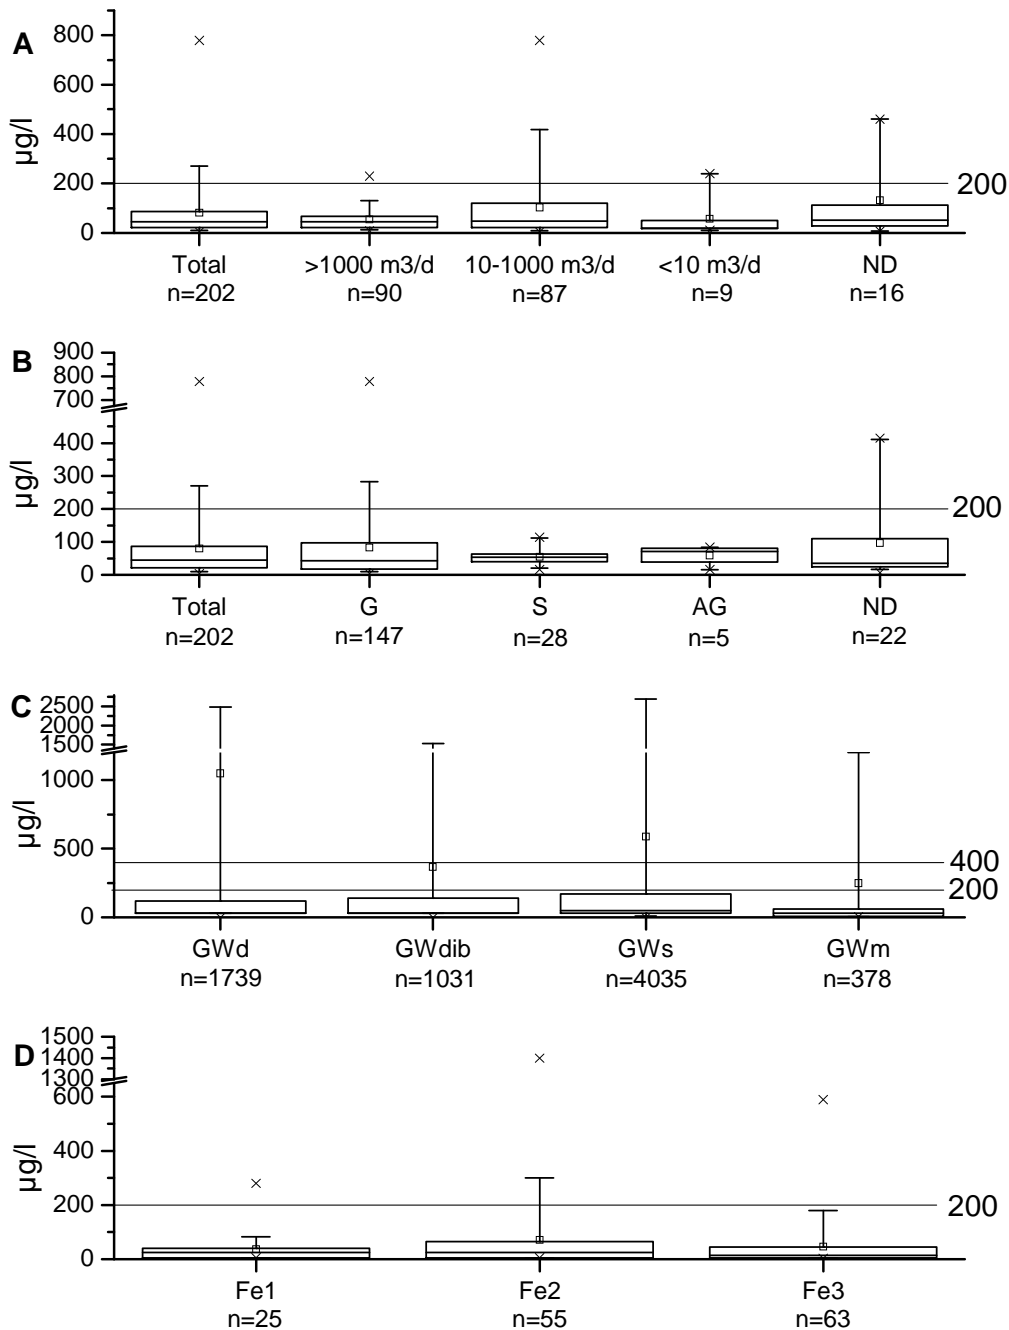 A
µg/l
800
600
400
200
0
200
Total >1000 m3/d 10-1000 m3/d <10 m3/d ND
n=202 n=90 n=87 n=9 n=16
B
µg/l
900
800
700
400
300
200
100
0
200
Total G S AG ND
n=202 n=147 n=28 n=5 n=22
C
µg/l
2500
2000
1500
1000
500
0
400
200
GWd GWdib GWs GWm
n=1739 n=1031 n=4035 n=378
D
µg/l
1500
1400
1300
600
400
200
0
200
Fe1 Fe2 Fe3
n=25 n=55 n=63